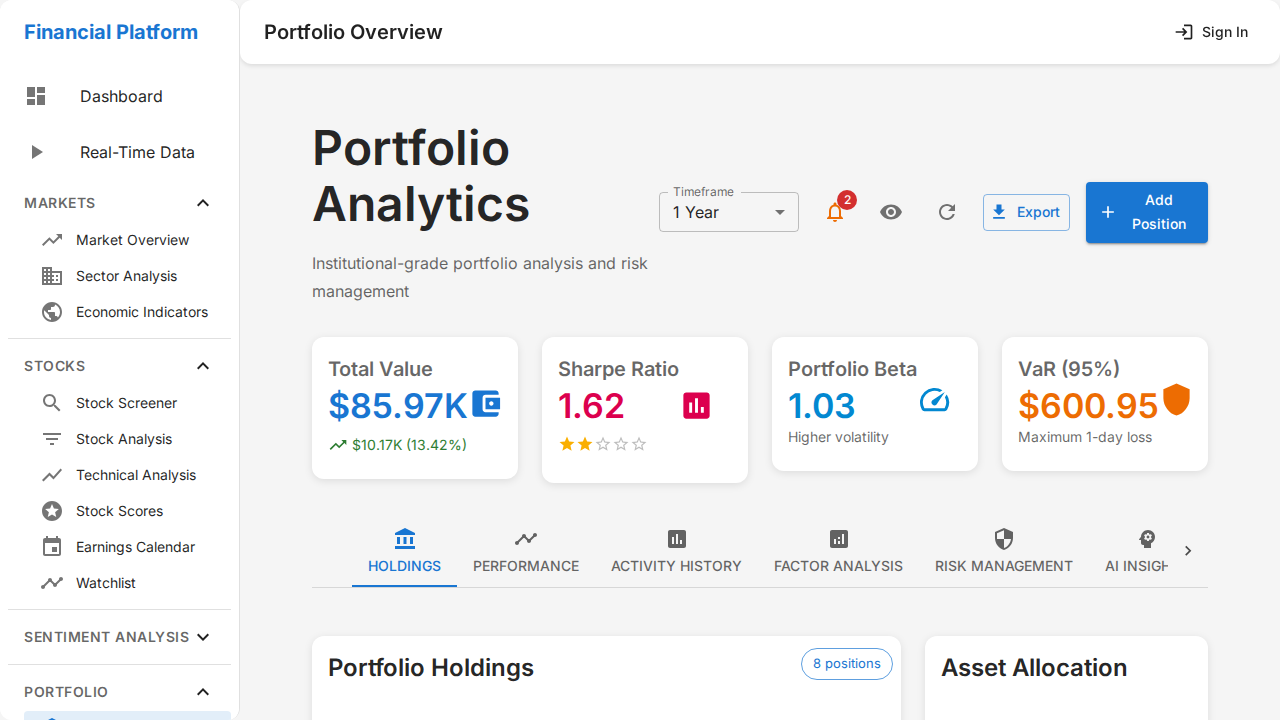 Financial Platform
Portfolio Overview
Sign In
Dashboard
Real-Time Data
MARKETS
Market Overview
Sector Analysis
Economic Indicators
STOCKS
Stock Screener
Stock Analysis
Technical Analysis
Stock Scores
Earnings Calendar
Watchlist
SENTIMENT ANALYSIS
PORTFOLIO
Portfolio
Analytics
Institutional-grade portfolio analysis and risk
management
Timeframe
1 Year
2
Export
Add
Position
Total Value
$85.97K
$10.17K (13.42%)
Sharpe Ratio
1.62
Portfolio Beta
1.03
Higher volatility
VaR (95%)
$600.95
Maximum 1-day loss
HOLDINGS
PERFORMANCE
ACTIVITY HISTORY
FACTOR ANALYSIS
RISK MANAGEMENT
AI INSIGH
Portfolio Holdings
8 positions
Asset Allocation